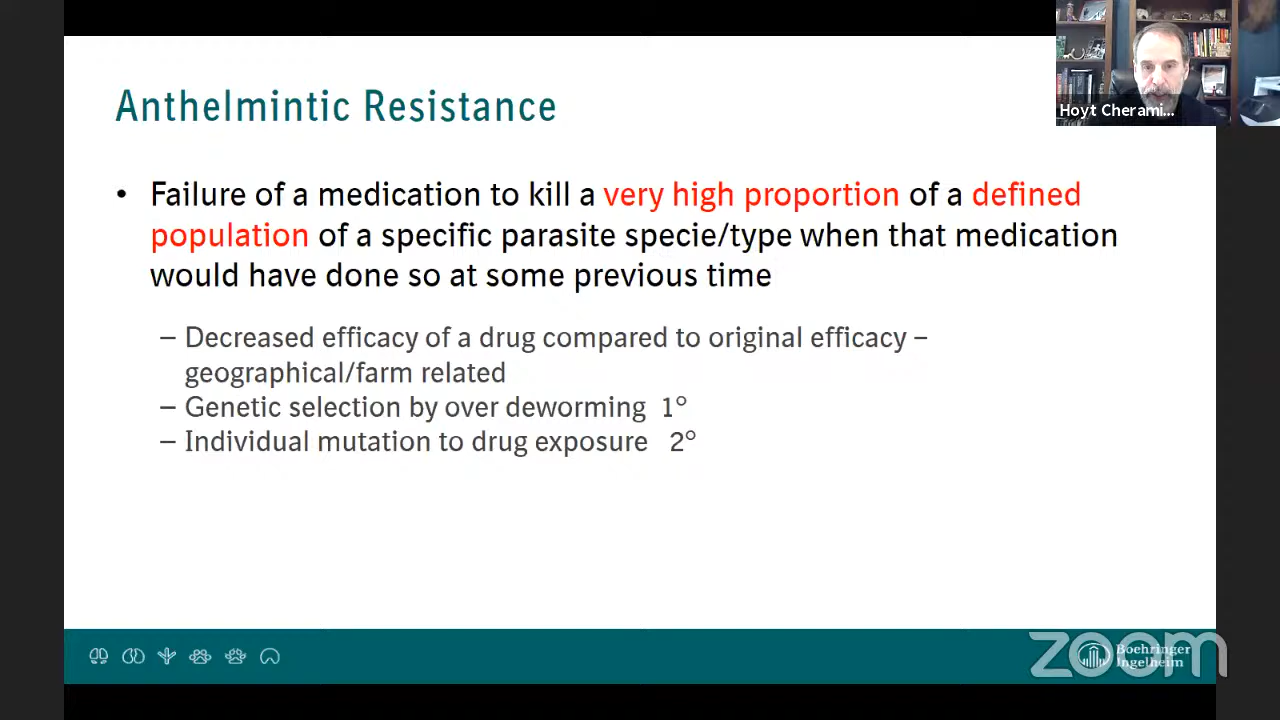 Hoyt Cherami...
Anthelmintic Resistance
• Failure of a medication to kill a very high proportion of a defined
population of a specific parasite specie/type when that medication
would have done so at some previous time
– Decreased efficacy of a drug compared to original efficacy –
geographical/farm related
– Genetic selection by over deworming 1°
– Individual mutation to drug exposure 2°
zoom
Boehringer
Ingelheim